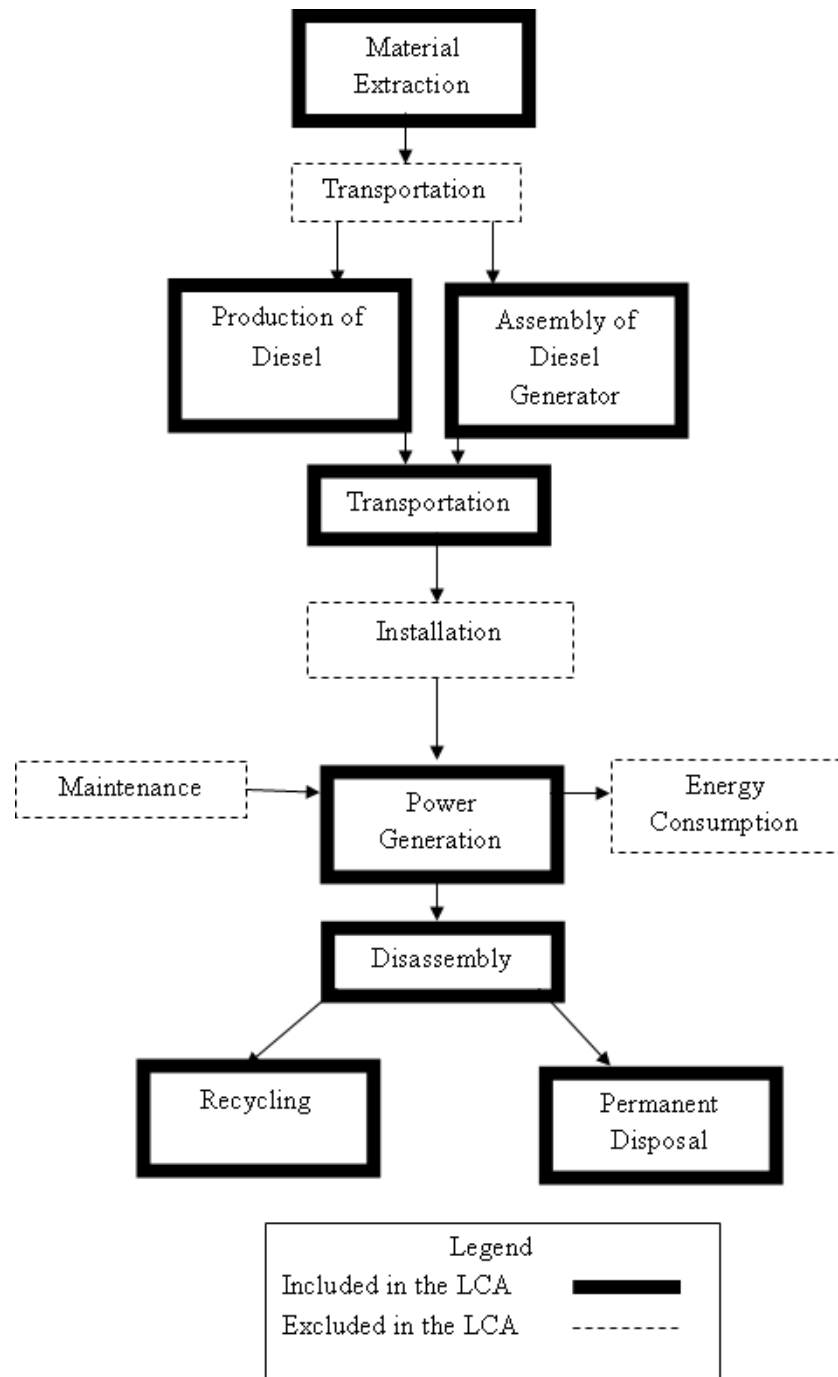 Material
Extraction
Transportation
Production of
Diesel
Assembly of
Diesel
Generator
Transportation
Installation
Maintenance
Power
Generation
Energy
Consumption
Disassembly
Recycling
Permanent
Disposal
Legend
Included in the LCA
Excluded in the LCA